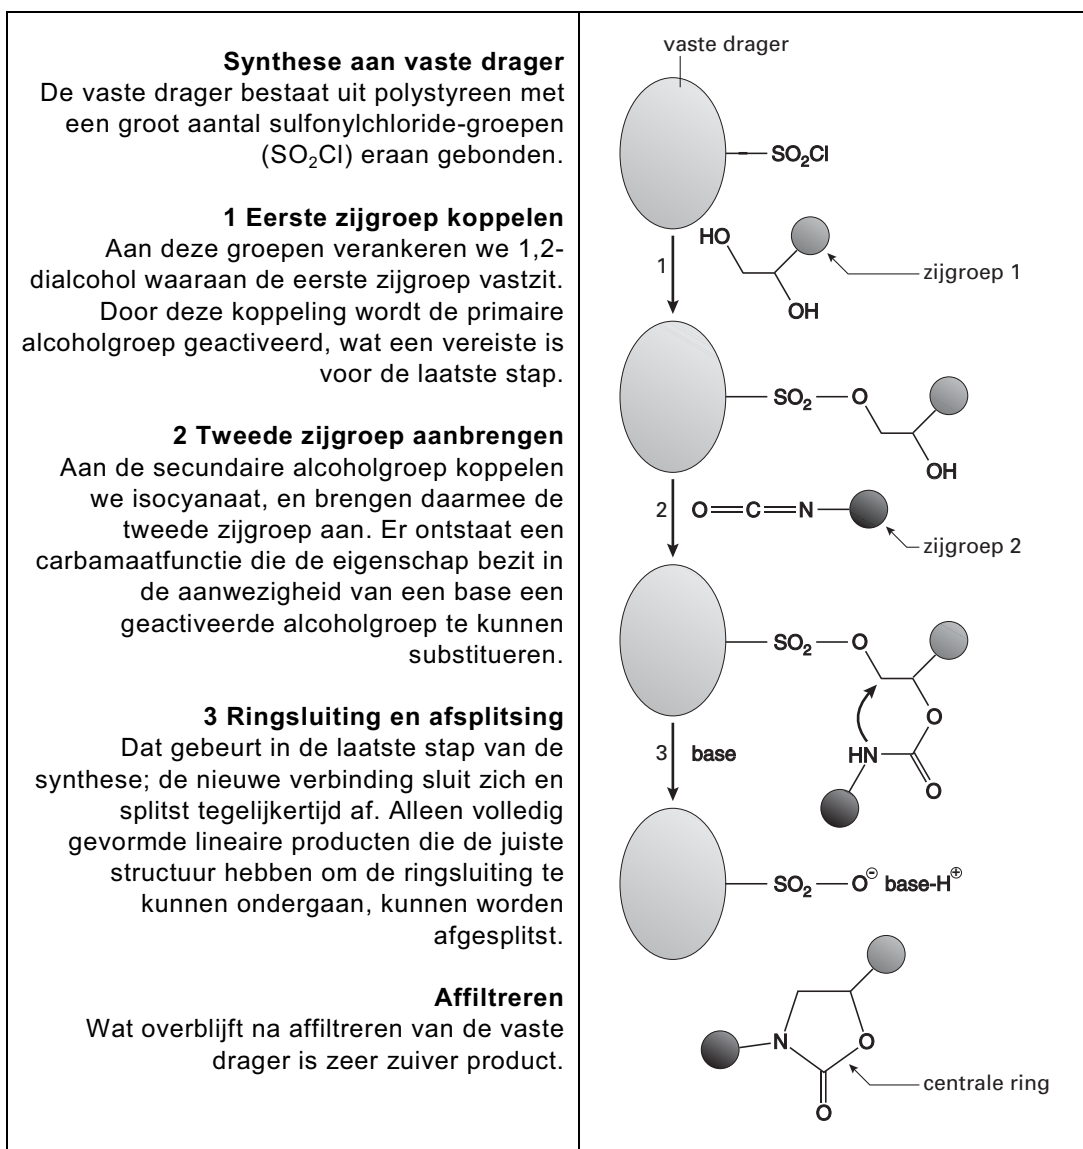 Synthese aan vaste drager
De vaste drager bestaat uit polystyreen met
een groot aantal sulfonylchloride-groepen
(SO₂Cl) eraan gebonden.
1 Eerste zijgroep koppelen
Aan deze groepen verankeren we 1,2-
dialcohol waaraan de eerste zijgroep vastzit.
Door deze koppeling wordt de primaire
alcoholgroep geactiveerd, wat een vereiste is
voor de laatste stap.
2 Tweede zijgroep aanbrengen
Aan de secundaire alcoholgroep koppelen
we isocyanaat, en brengen daarmee de
tweede zijgroep aan. Er ontstaat een
carbamaatfunctie die de eigenschap bezit in
de aanwezigheid van een base een
geactiveerde alcoholgroep te kunnen
substitueren.
3 Ringsluiting en afsplitsing
Dat gebeurt in de laatste stap van de
synthese; de nieuwe verbinding sluit zich en
splitst tegelijkertijd af. Alleen volledig
gevormde lineaire producten die de juiste
structuur hebben om de ringsluiting te
kunnen ondergaan, kunnen worden
afgesplitst.
Affiltreren
Wat overblijft na affiltreren van de vaste
drager is zeer zuiver product.
vaste drager
SO₂Cl
HO
1
zijgroep 1
OH
SO₂ O
OH
2 O C N
zijgroep 2
SO₂ O
O
3 base HN
O
SO₂ O⊖ base-H⊕
N O
centrale ring
O